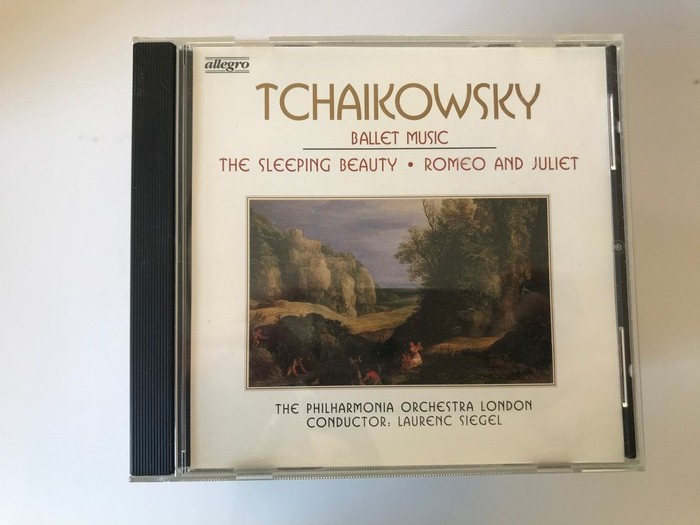 allegro
TCHAIKOWSKY
BALLET MUSIC
THE SLEEPING BEAUTY • ROMEO AND JULIET
THE PHILHARMONIA ORCHESTRA LONDON
CONDUCTOR: LAURENC SIEGEL